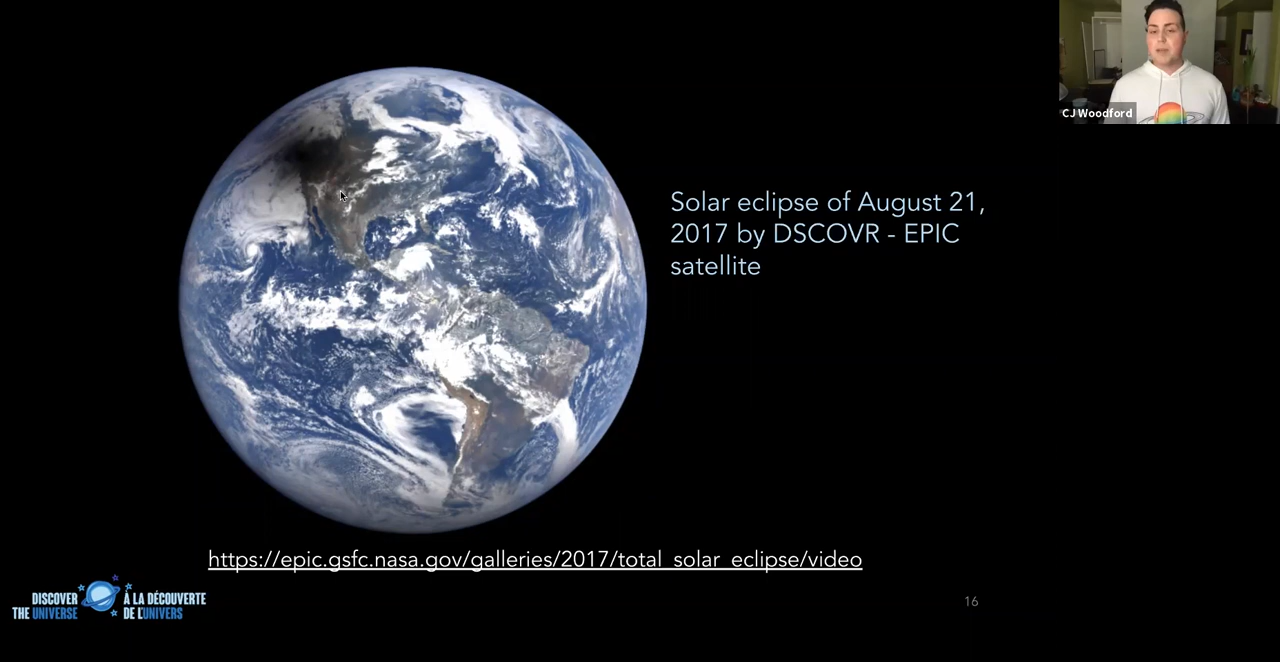 CJ Woodford
Solar eclipse of August 21,
2017 by DSCOVR - EPIC
satellite
https://epic.gsfc.nasa.gov/galleries/2017/total_solar_eclipse/video
DISCOVER
THE UNIVERSE
À LA DÉCOUVERTE
DE L'UNIVERS
16